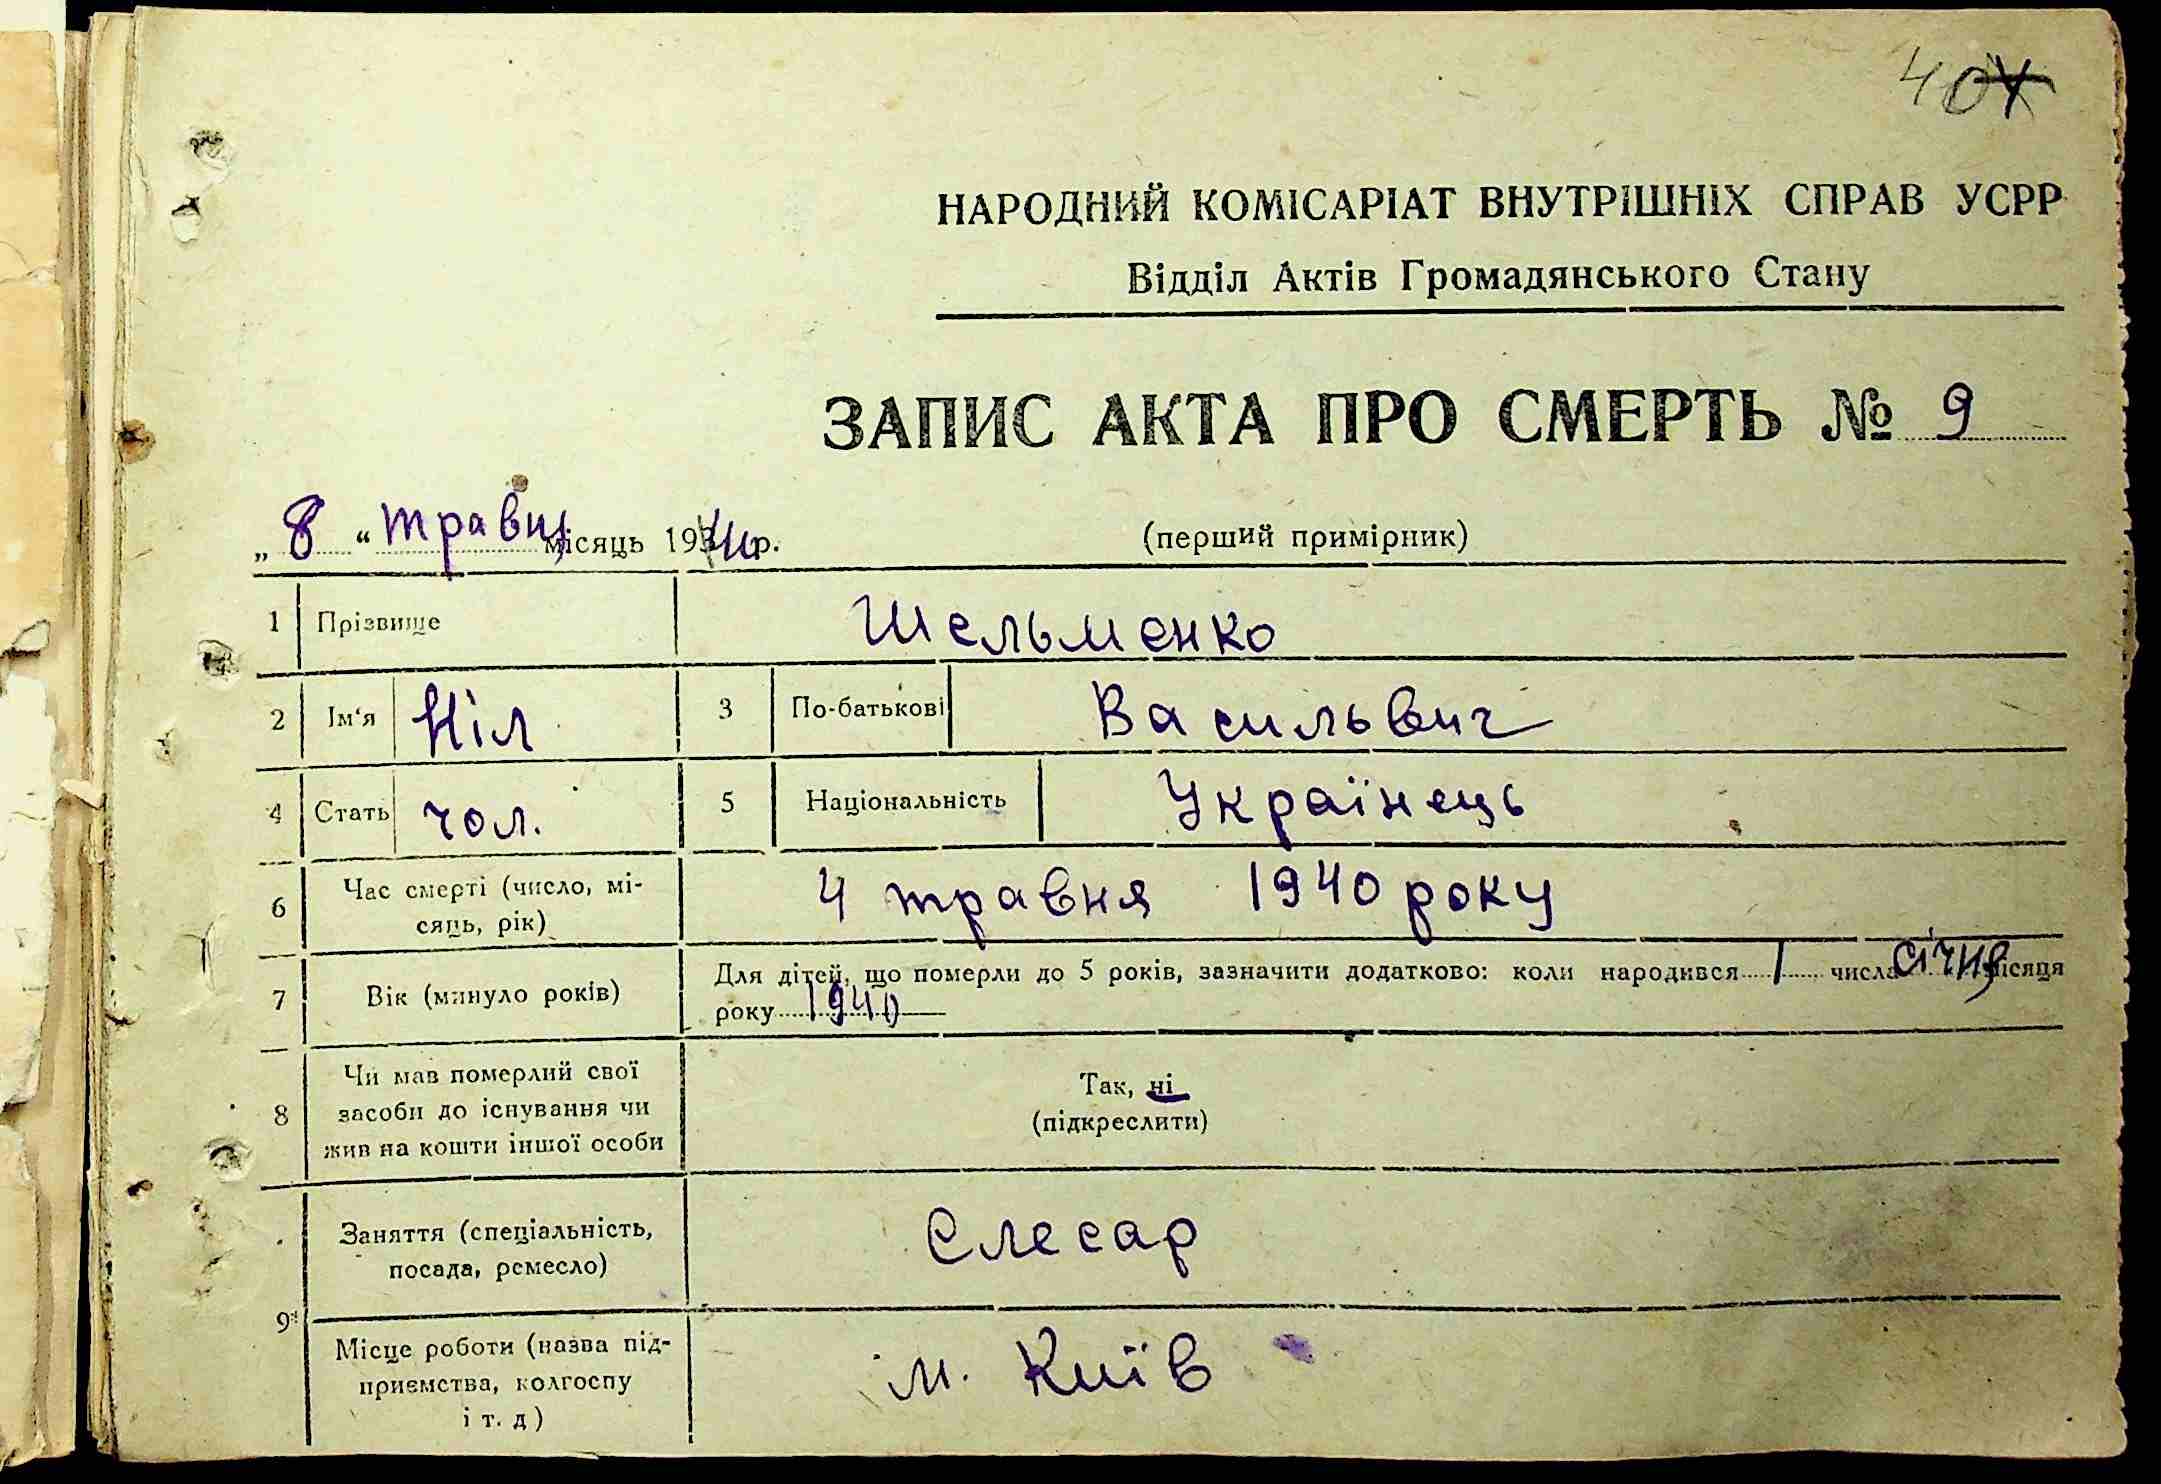 40
НАРОДНИЙ КОМІСАРІАТ ВНУТРІШНІХ СПРАВ УСРР
Відділ Актів Громадянського Стану
ЗАПИС АКТА ПРО СМЕРТЬ № 9
„ 8 “ травня місяць 1940 р. (перший примірник)
1 Прізвище Шельменко
2 Ім'я Ніл 3 По-батькові Васильвич
4 Стать чол. 5 Національність Українець
6 Час смерті (число, мі-
сяць, рік) 4 травня 1940 року
7 Вік (минуло років) Для дітей, що померли до 5 років, зазначити додатково: коли народився 1 числа січня місяця
року 1940
8 Чи мав померлий свої
засоби до існування чи
жив на кошти іншої особи
Так, ні
(підкреслити)
9 Заняття (спеціальність,
посада, ремесло) Слесар
Місце роботи (назва під-
приємства, колгоспу
і т. д) м. Київ